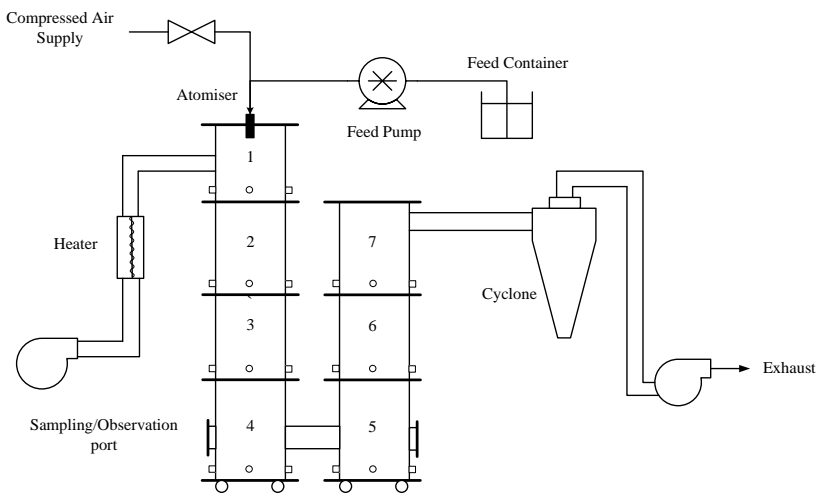 Compressed Air
Supply
Feed Container
Atomiser
Feed Pump
1
2
7
Heater
Cyclone
3
6
Exhaust
Sampling/Observation
port
4
5